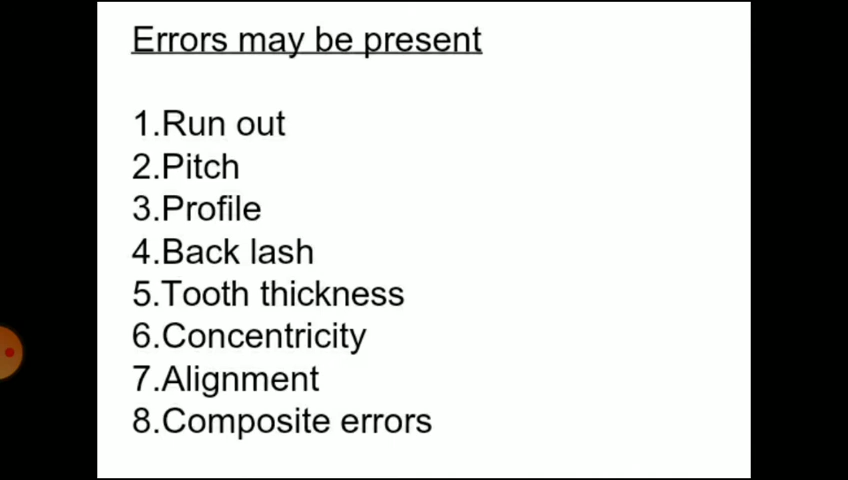 Errors may be present
1.Run out
2.Pitch
3.Profile
4.Back lash
5.Tooth thickness
6.Concentricity
7.Alignment
8.Composite errors